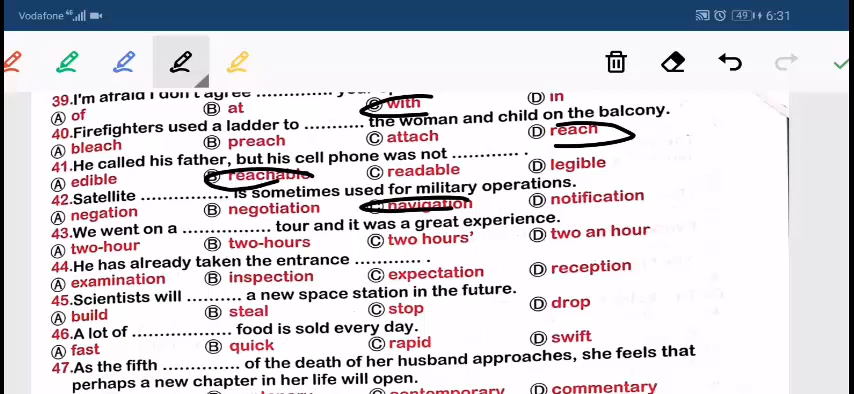 Vodafone 4G 49 6:31
39.I'm afraid I don't agree ..............
Ⓐ of Ⓑ at Ⓒ with Ⓓ in
40.Firefighters used a ladder to ........... the woman and child on the balcony.
Ⓐ bleach Ⓑ preach Ⓒ attach Ⓓ reach
41.He called his father, but his cell phone was not ............ .
Ⓐ edible Ⓑ reachable Ⓒ readable Ⓓ legible
42.Satellite ................ is sometimes used for military operations.
Ⓐ negation Ⓑ negotiation Ⓒ navigation Ⓓ notification
43.We went on a ................ tour and it was a great experience.
Ⓐ two-hour Ⓑ two-hours Ⓒ two hours' Ⓓ two an hour
44.He has already taken the entrance ............ .
Ⓐ examination Ⓑ inspection Ⓒ expectation Ⓓ reception
45.Scientists will .......... a new space station in the future.
Ⓐ build Ⓑ steal Ⓒ stop Ⓓ drop
46.A lot of .................. food is sold every day.
Ⓐ fast Ⓑ quick Ⓒ rapid Ⓓ swift
47.As the fifth .............. of the death of her husband approaches, she feels that
perhaps a new chapter in her life will open.
contemporary Ⓓ commentary